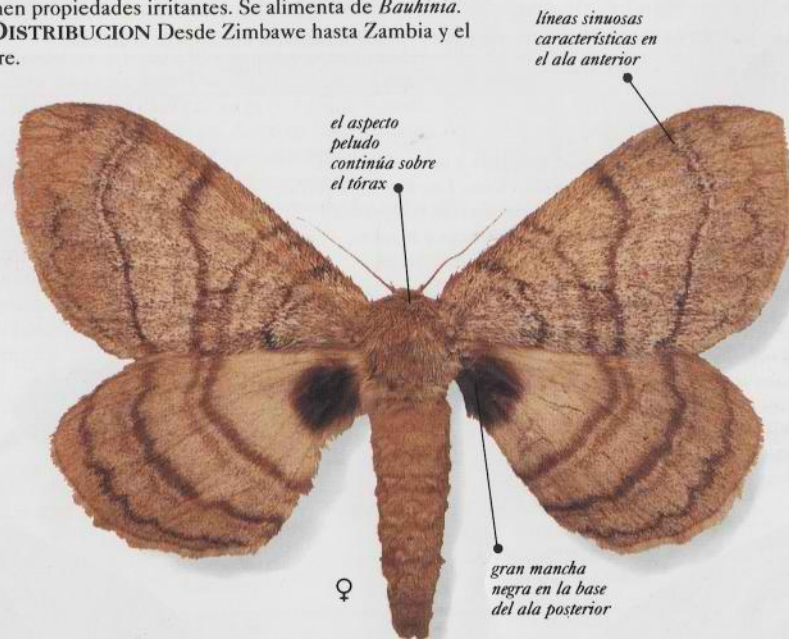 nen propiedades irritantes. Se alimenta de Bauhinia.
DISTRIBUCION Desde Zimbawe hasta Zambia y el
re.
líneas sinuosas
características en
el ala anterior
el aspecto
peludo
continúa sobre
el tórax
♀
gran mancha
negra en la base
del ala posterior